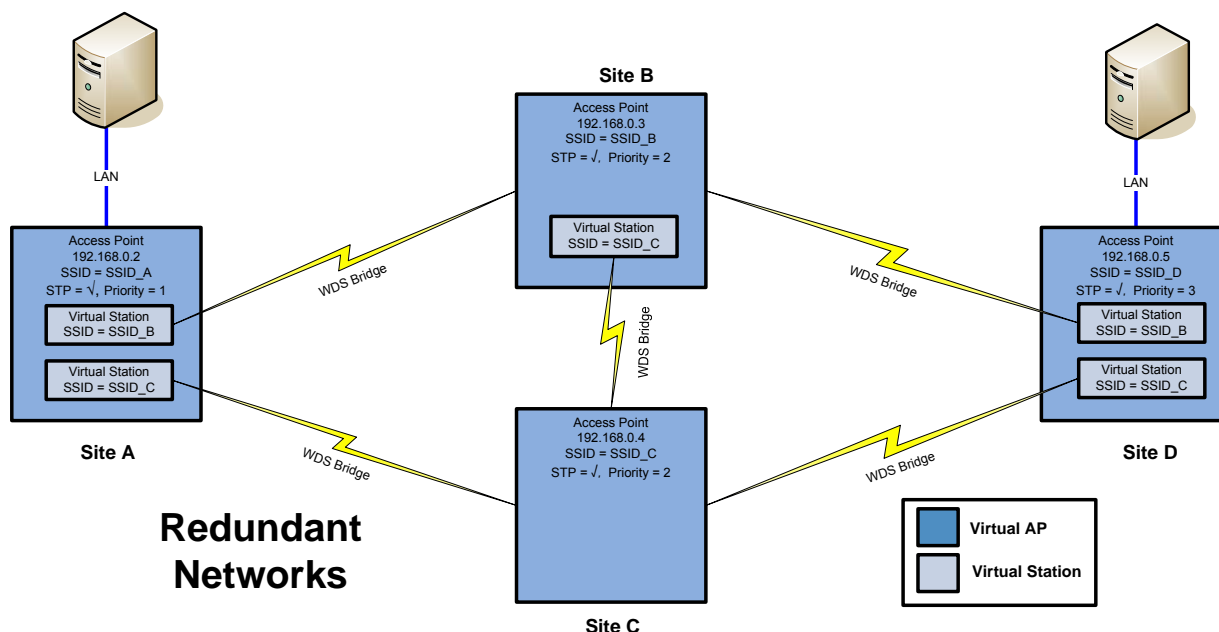 Site B
Access Point
192.168.0.3
SSID = SSID_B
STP = √,  Priority = 2
Virtual Station
SSID = SSID_C
LAN
LAN
Access Point
192.168.0.2
SSID = SSID_A
STP = √, Priority = 1
Virtual Station
SSID = SSID_B
Virtual Station
SSID = SSID_C
Site A
WDS Bridge
WDS Bridge
WDS Bridge
WDS Bridge
WDS Bridge
Access Point
192.168.0.5
SSID = SSID_D
STP = √,  Priority = 3
Virtual Station
SSID = SSID_B
Virtual Station
SSID = SSID_C
Site D
Access Point
192.168.0.4
SSID = SSID_C
STP = √,  Priority = 2
Site C
Redundant
Networks
Virtual AP
Virtual Station